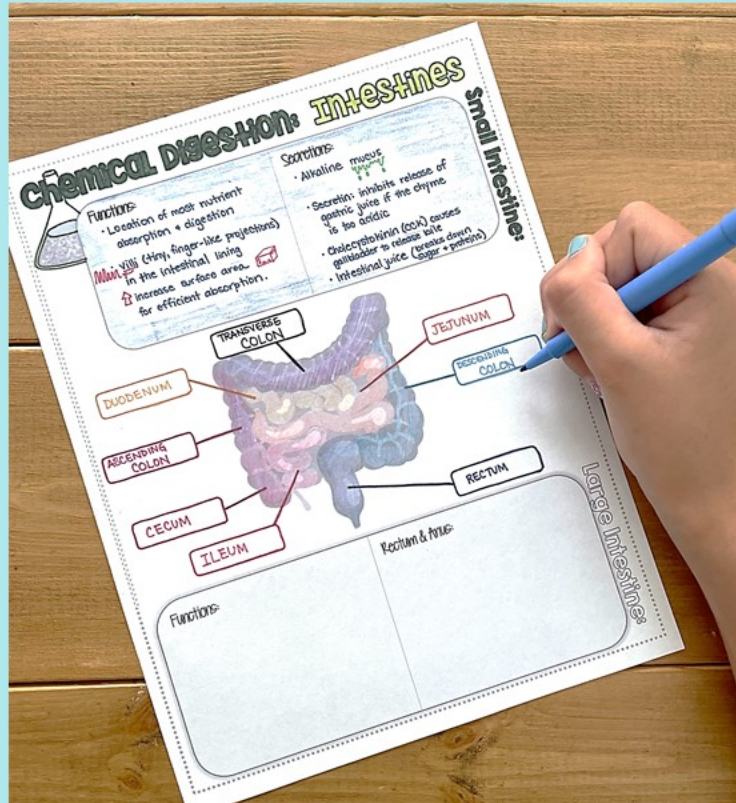 Chemical Digestion: Intestines
Small Intestine:
Functions:
• Location of most nutrient
absorption + digestion
Main • Villi (tiny, finger-like projections)
in the intestinal lining
↑ increase surface area
for efficient absorption.
Secretions:
• Alkaline mucus
• Secretin: inhibits release of
gastric juice if the chyme
is too acidic
• Cholecystokinin (CCK) causes
gallbladder to release bile
• Intestinal juice (breaks down
sugar + proteins)
TRANSVERSE
COLON
JEJUNUM
DUODENUM
DESCENDING
COLON
ASCENDING
COLON
RECTUM
CECUM
ILEUM
Large Intestine:
Functions:
Rectum & Anus: